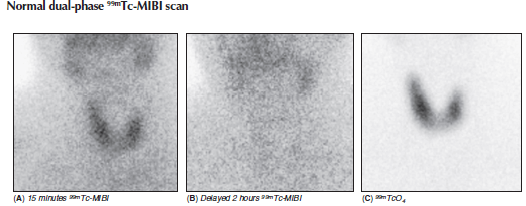 Normal dual-phase ⁹⁹ᵐTc-MIBI scan
(A) 15 minutes ⁹⁹ᵐTc-MIBI
(B) Delayed 2 hours ⁹⁹ᵐTc-MIBI
(C) ⁹⁹ᵐTcO₄